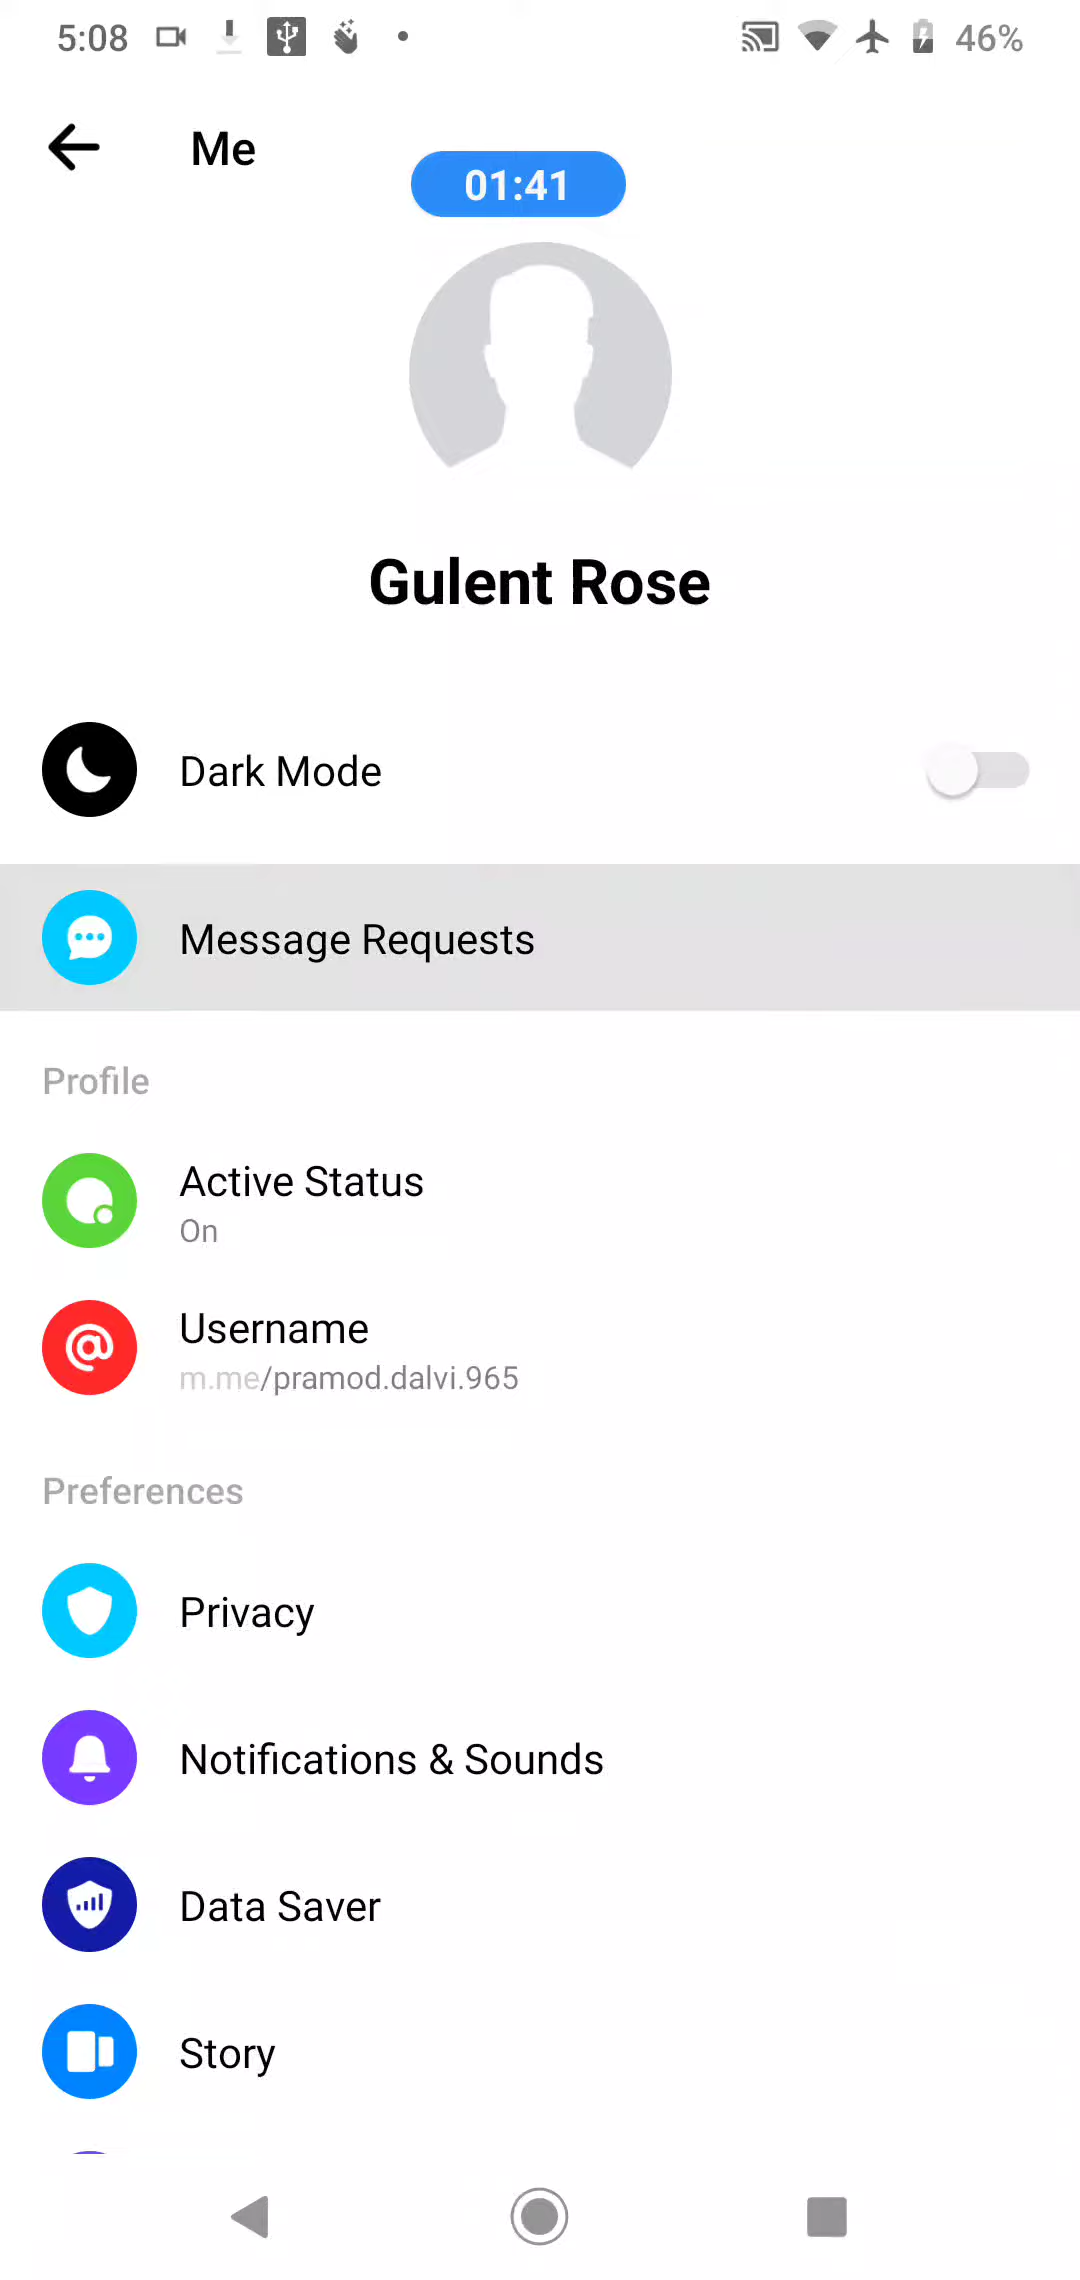 5:08
46%
Me
01:41
Gulent Rose
Dark Mode
Message Requests
Profile
Active Status
On
Username
m.me/pramod.dalvi.965
Preferences
Privacy
Notifications & Sounds
Data Saver
Story